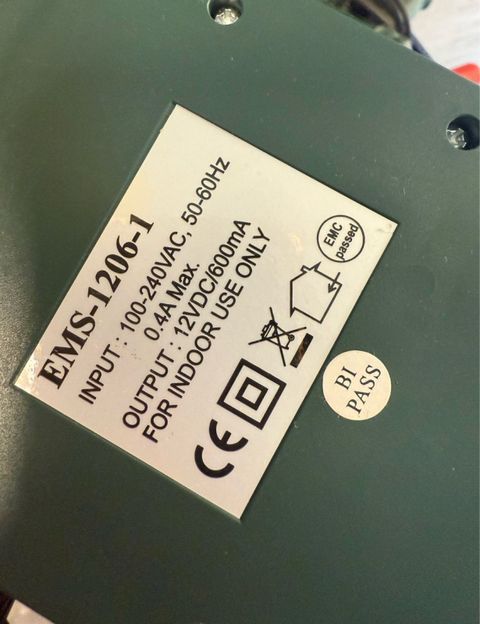 EMS-1206-1
INPUT : 100-240VAC, 50-60Hz
0.4A Max.
OUTPUT : 12VDC/600mA
FOR INDOOR USE ONLY
CE
EMC
passed
BI
PASS